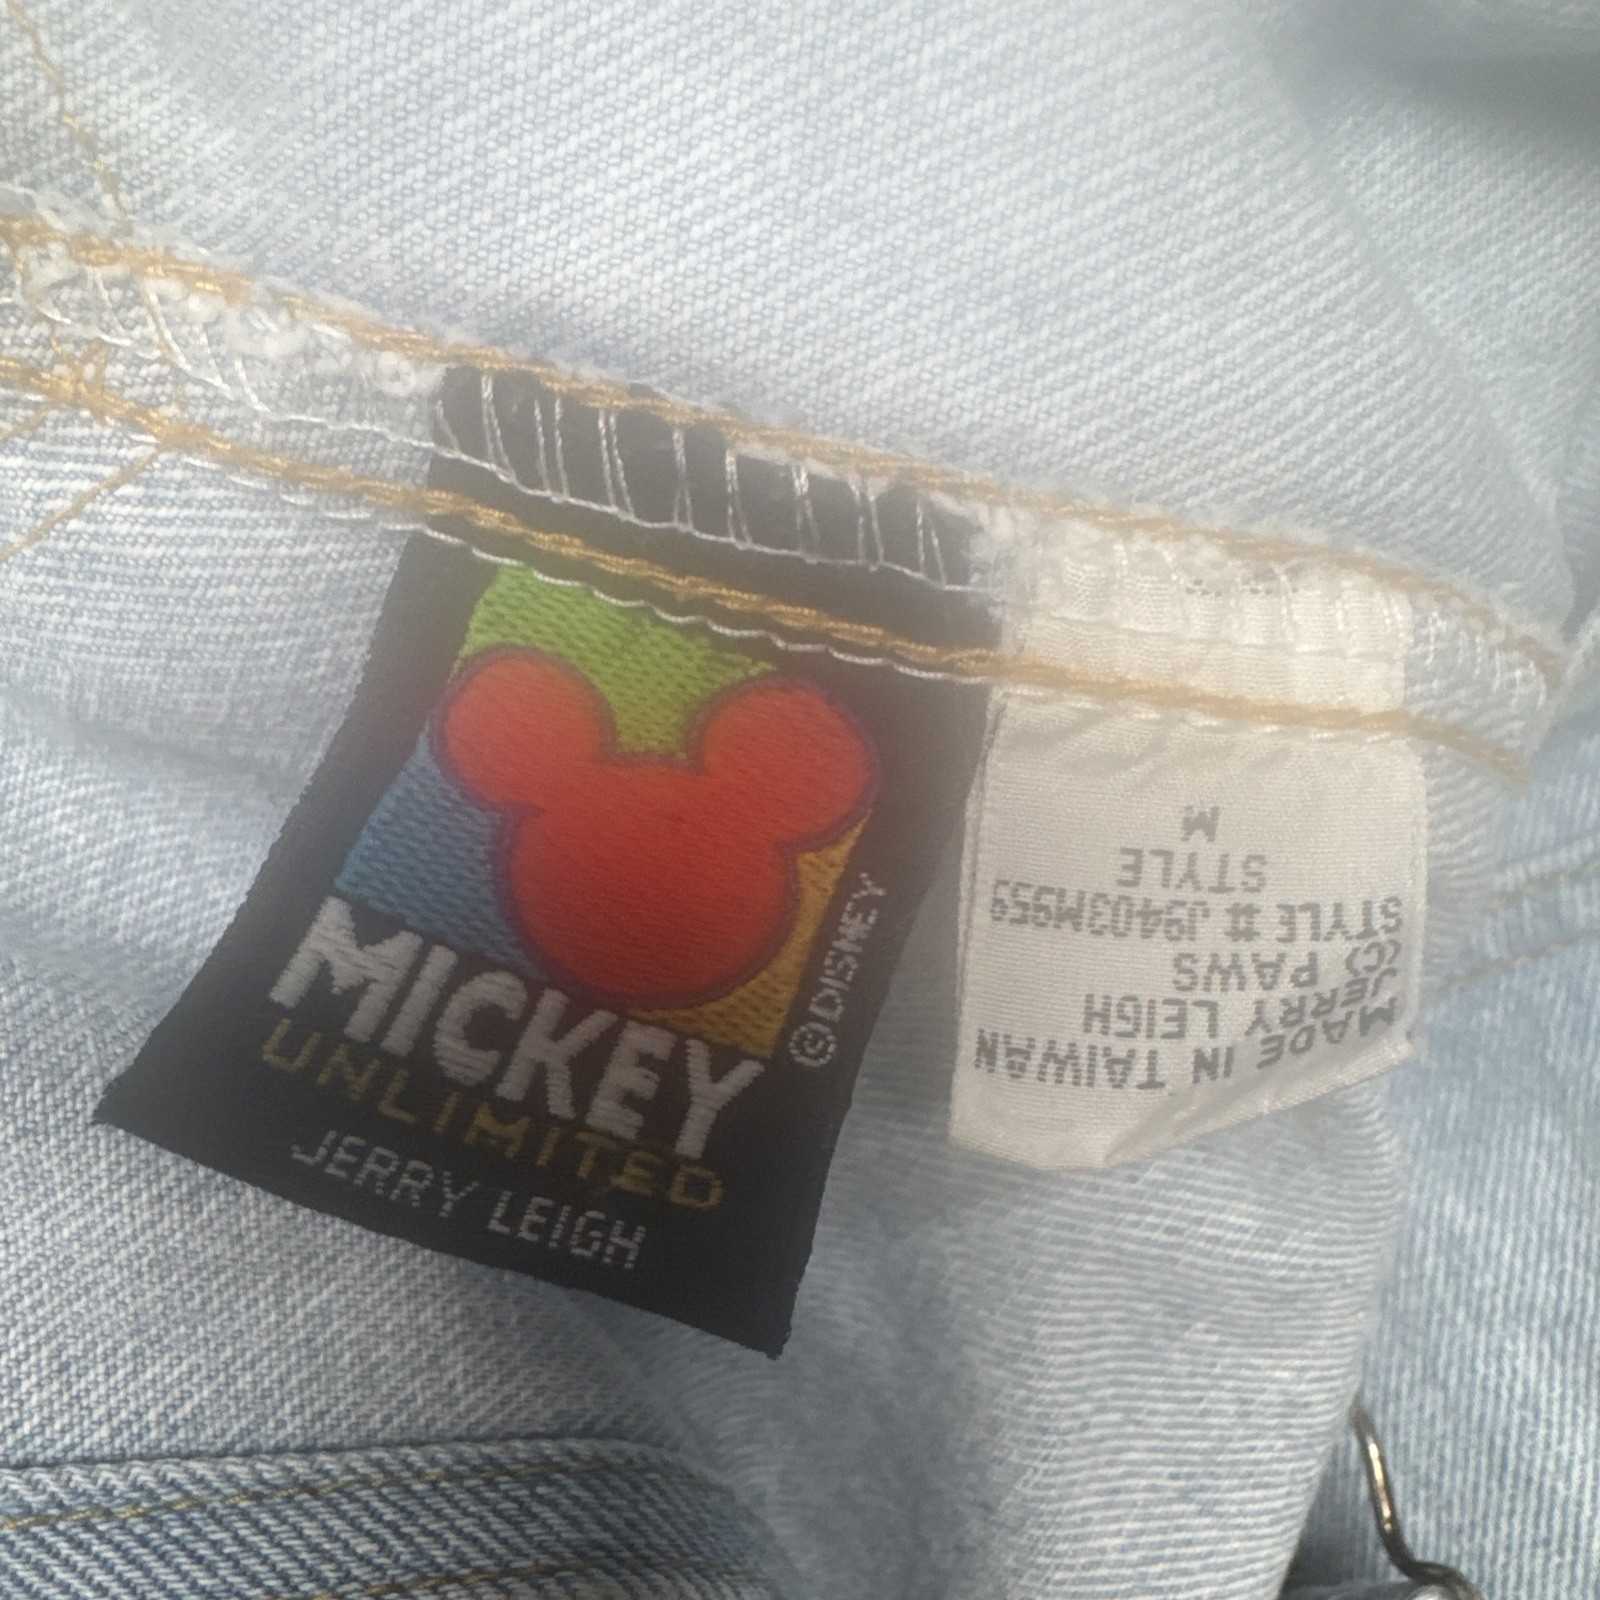 MICKEY
UNLIMITED
JERRY LEIGH
© DISNEY
MADE IN TAIWAN
JERRY LEIGH
(C) PAWS
STYLE # J9403M959
STYLE
M